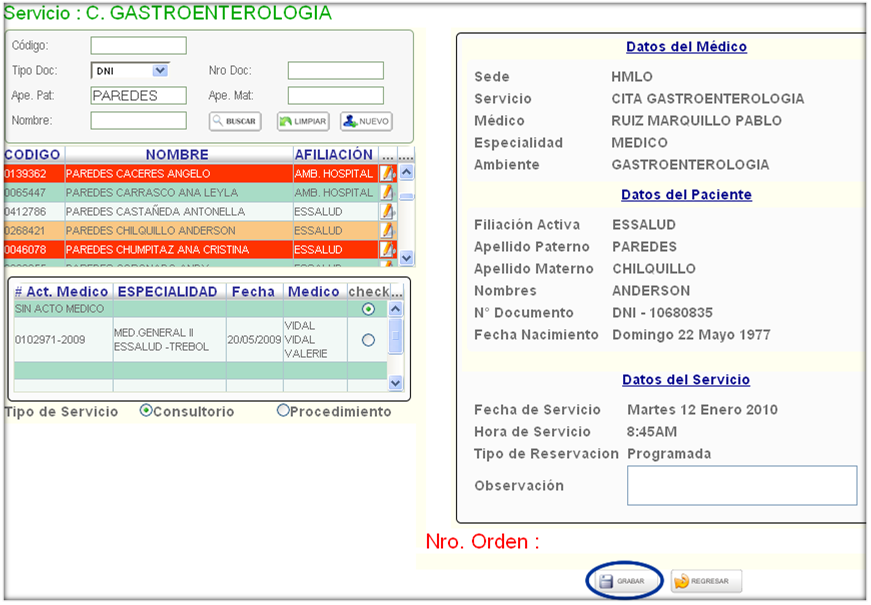 Servicio : C. GASTROENTEROLOGIA
Código:
Tipo Doc: DNI Nro Doc:
Ape. Pat: PAREDES Ape. Mat:
Nombre: BUSCAR LIMPIAR NUEVO
CODIGO NOMBRE AFILIACIÓN ... ...
0139362 PAREDES CACERES ANGELO AMB. HOSPITAL
0065447 PAREDES CARRASCO ANA LEYLA AMB. HOSPITAL
0412786 PAREDES CASTAÑEDA ANTONELLA ESSALUD
0268421 PAREDES CHILQUILLO ANDERSON ESSALUD
0046078 PAREDES CHUMPITAZ ANA CRISTINA ESSALUD
# Act. Medico ESPECIALIDAD Fecha Medico check ...
SIN ACTO MEDICO
0102971-2009 MED.GENERAL II ESSALUD -TREBOL 20/05/2009 VIDAL VIDAL VALERIE
Tipo de Servicio Consultorio Procedimiento
Datos del Médico
Sede HMLO
Servicio CITA GASTROENTEROLOGIA
Médico RUIZ MARQUILLO PABLO
Especialidad MEDICO
Ambiente GASTROENTEROLOGIA
Datos del Paciente
Filiación Activa ESSALUD
Apellido Paterno PAREDES
Apellido Materno CHILQUILLO
Nombres ANDERSON
N° Documento DNI - 10680835
Fecha Nacimiento Domingo 22 Mayo 1977
Datos del Servicio
Fecha de Servicio Martes 12 Enero 2010
Hora de Servicio 8:45AM
Tipo de Reservacion Programada
Observación
Nro. Orden :
GRABAR REGRESAR